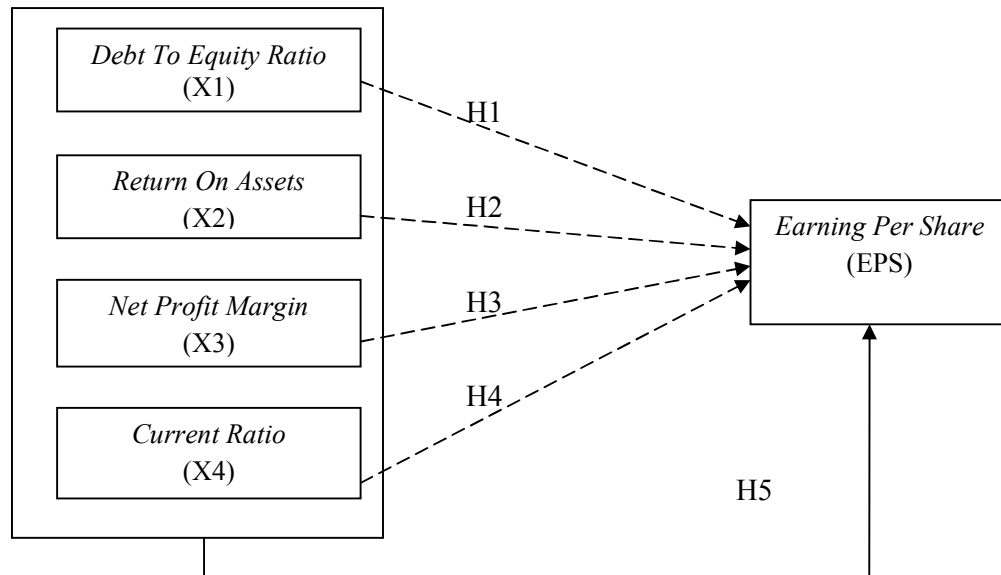 Debt To Equity Ratio
(X1)
H1
Return On Assets
(X2)
H2
Earning Per Share
(EPS)
Net Profit Margin
(X3)
H3
H4
Current Ratio
(X4)
H5